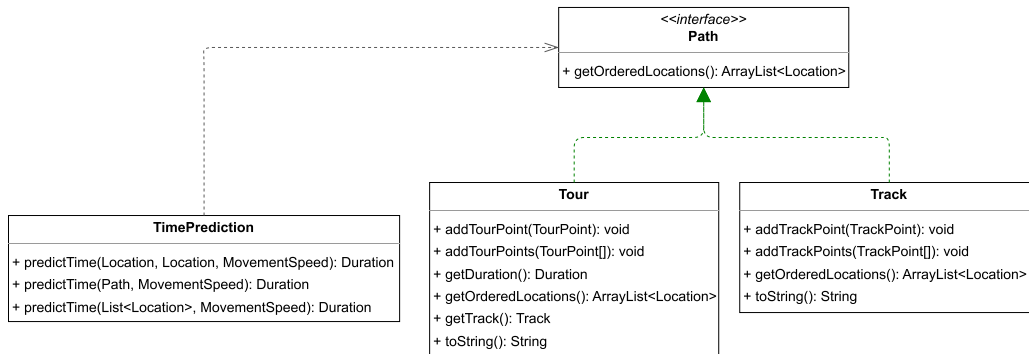 <<interface>>
Path
+ getOrderedLocations(): ArrayList<Location>
TimePrediction
+ predictTime(Location, Location, MovementSpeed): Duration
+ predictTime(Path, MovementSpeed): Duration
+ predictTime(List<Location>, MovementSpeed): Duration
Tour
+ addTourPoint(TourPoint): void
+ addTourPoints(TourPoint[]): void
+ getDuration(): Duration
+ getOrderedLocations(): ArrayList<Location>
+ getTrack(): Track
+ toString(): String
Track
+ addTrackPoint(TrackPoint): void
+ addTrackPoints(TrackPoint[]): void
+ getOrderedLocations(): ArrayList<Location>
+ toString(): String